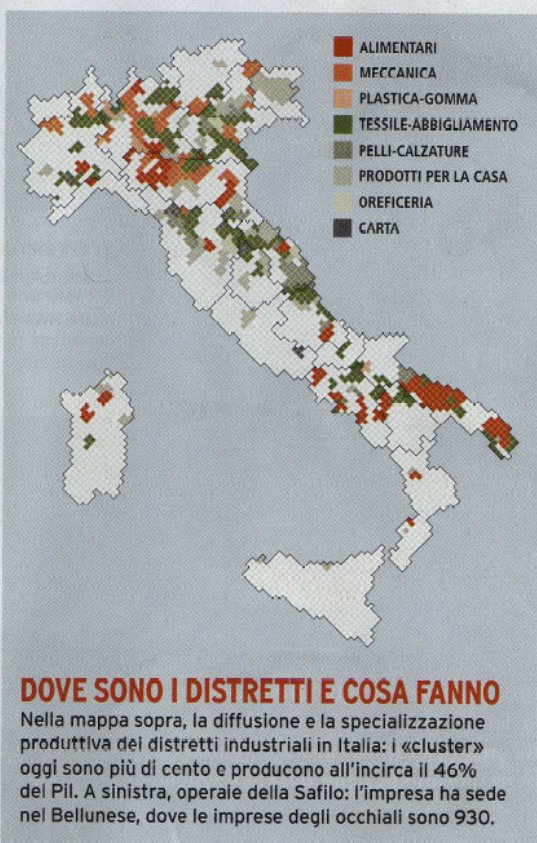 ALIMENTARI
MECCANICA
PLASTICA-GOMMA
TESSILE-ABBIGLIAMENTO
PELLI-CALZATURE
PRODOTTI PER LA CASA
OREFICERIA
CARTA
DOVE SONO I DISTRETTI E COSA FANNO
Nella mappa sopra, la diffusione e la specializzazione
produttiva dei distretti industriali in Italia: i «cluster»
oggi sono più di cento e producono all'incirca il 46%
del Pil. A sinistra, operaie della Safilo: l'impresa ha sede
nel Bellunese, dove le imprese degli occhiali sono 930.